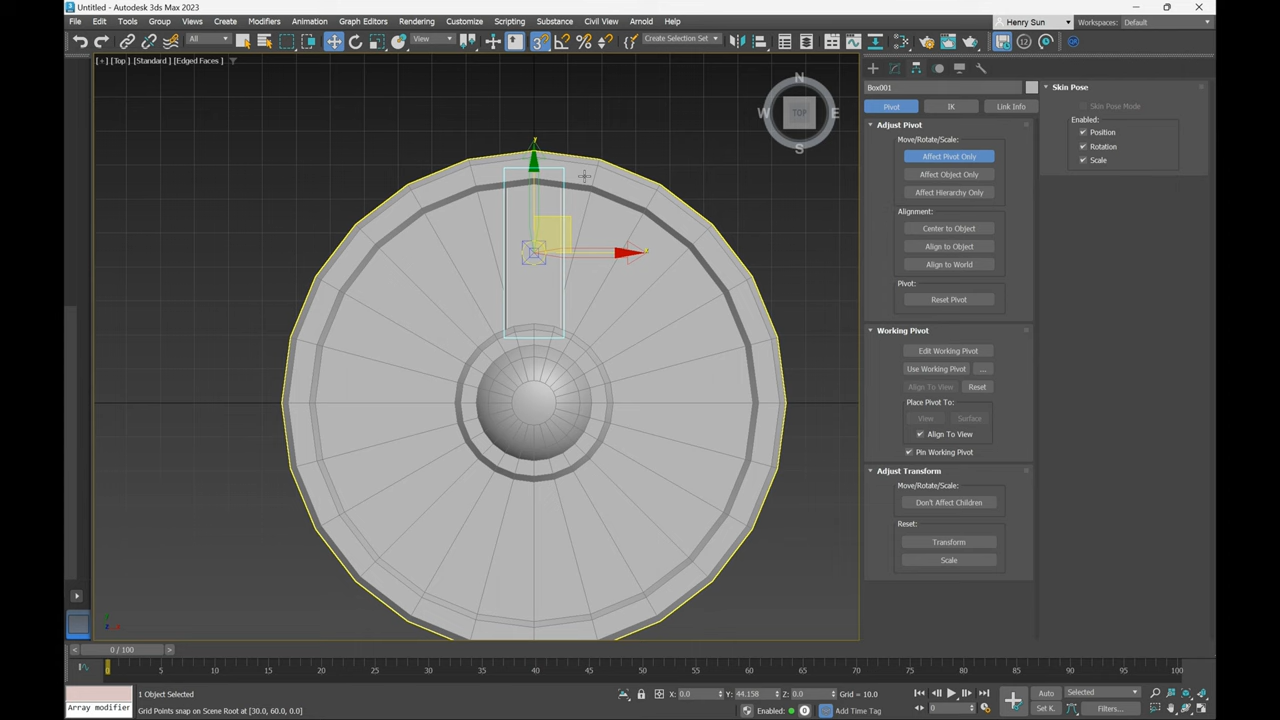 Untitled - Autodesk 3ds Max 2023
File Edit Tools Group Views Create Modifiers Animation Graph Editors Rendering Customize Scripting Substance Civil View Arnold Help
Henry Sun
Workspaces: Default
All
View
Create Selection Set
[+] [Top] [Standard] [Edged Faces]
N
W TOP E
S
y
x
Box001
Pivot IK Link Info
Adjust Pivot
Move/Rotate/Scale:
Affect Pivot Only
Affect Object Only
Affect Hierarchy Only
Alignment:
Center to Object
Align to Object
Align to World
Pivot:
Reset Pivot
Working Pivot
Edit Working Pivot
Use Working Pivot ...
Align To View Reset
Place Pivot To:
View Surface
Align To View
Pin Working Pivot
Adjust Transform
Move/Rotate/Scale:
Don't Affect Children
Reset:
Transform
Scale
Skin Pose
Skin Pose Mode
Enabled:
Position
Rotation
Scale
< 0 / 100 >
0 5 10 15 20 25 30 35 40 45 50 55 60 65 70 75 80 85 90 95 100
1 Object Selected
X: 0.0 Y: 44.158 Z: 0.0 Grid = 10.0
Auto Selected
Array modifier
Grid Points snap on Scene Root at [30.0, 60.0, 0.0]
Enabled: 0 Add Time Tag
0
Set K. Filters...